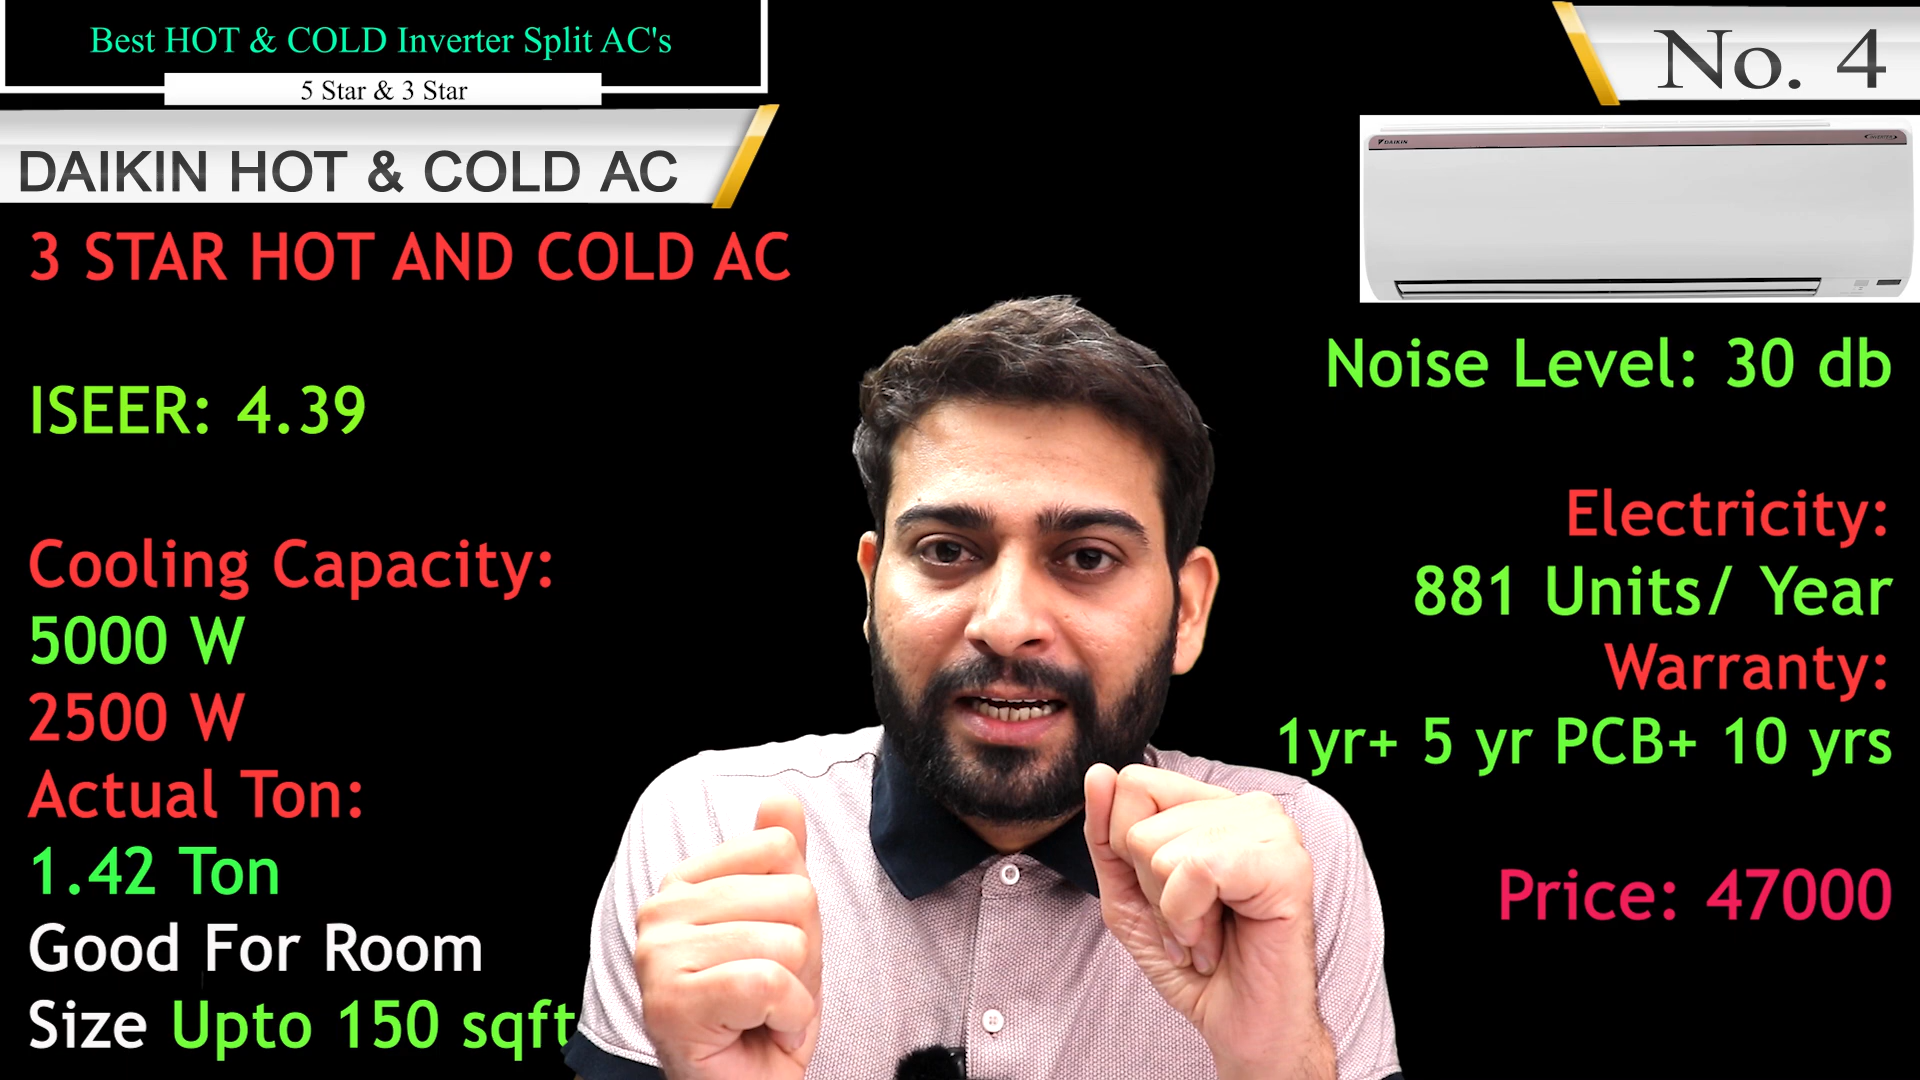 Best HOT & COLD Inverter Split AC's
5 Star & 3 Star
No. 4
DAIKIN HOT & COLD AC
3 STAR HOT AND COLD AC
DAIKIN
INVERTER
ISEER: 4.39
Cooling Capacity:
5000 W
2500 W
Actual Ton:
1.42 Ton
Good For Room
Size Upto 150 sqft
Noise Level: 30 db
Electricity:
881 Units/ Year
Warranty:
1yr+ 5 yr PCB+ 10 yrs
Price: 47000